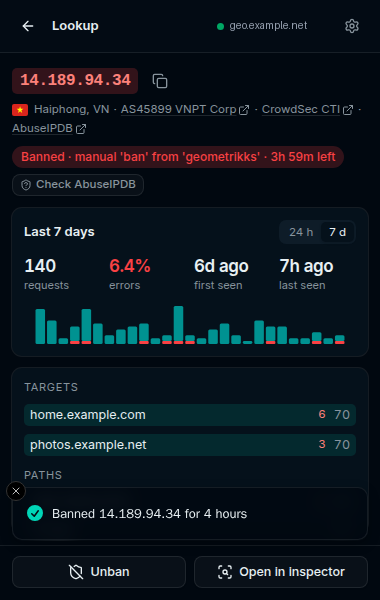 Lookup
geo.example.net
14.189.94.34
Haiphong, VN · AS45899 VNPT Corp · CrowdSec CTI ·
AbuseIPDB
Banned · manual 'ban' from 'geometrikks' · 3h 59m left
Check AbuseIPDB
Last 7 days
24 h 7 d
140 6.4% 6d ago 7h ago
requests errors first seen last seen
TARGETS
home.example.com 6 70
photos.example.net 3 70
PATHS
Banned 14.189.94.34 for 4 hours
Unban
Open in inspector